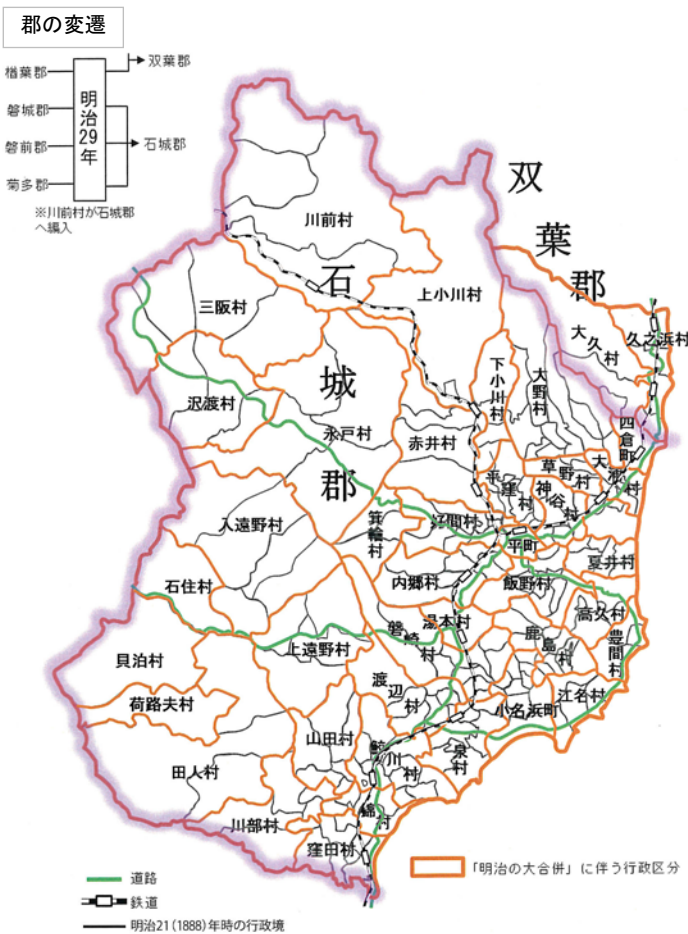 郡の変遷
楢葉郡
磐城郡
磐前郡
菊多郡
明治29年
双葉郡
石城郡
※川前村が石城郡
へ編入
双葉郡
石城郡
川前村
上小川村
三阪村
沢渡村
永戸村
赤井村
下小川村
大野村
大久村
久之浜村
四倉町
大浦村
草野村
神谷村
平窪村
好間村
箕輪村
平町
夏井村
入遠野村
石住村
内郷村
飯野村
高久村
豊間村
湯本村
磐崎村
鹿島村
上遠野村
貝泊村
荷路夫村
渡辺村
江名村
小名浜町
山田村
鮫川村
泉村
田人村
川部村
錦村
窪田村
「明治の大合併」に伴う行政区分
道路
鉄道
明治21(1888)年時の行政境